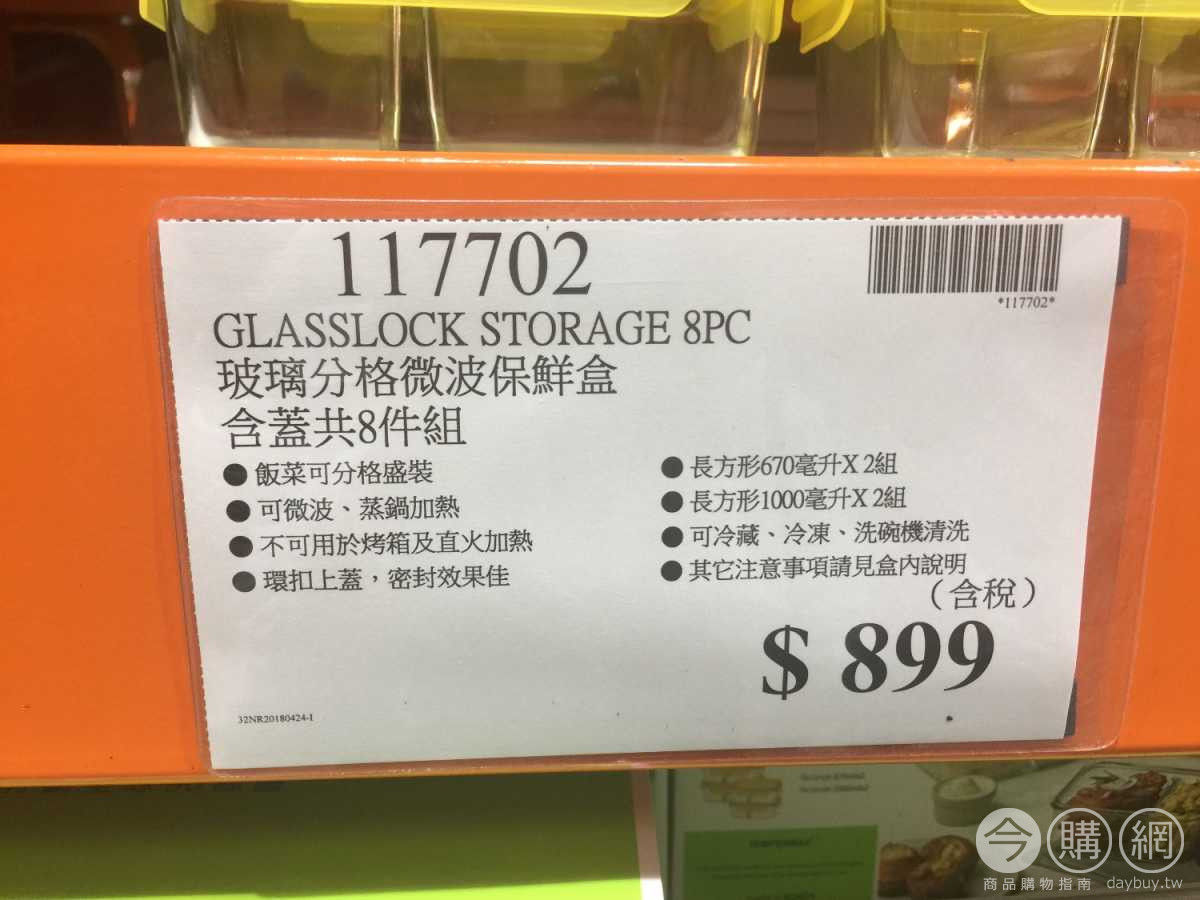 117702
*117702*
GLASSLOCK STORAGE 8PC
玻璃分格微波保鮮盒
含蓋共8件組
● 飯菜可分格盛裝
● 可微波、蒸鍋加熱
● 不可用於烤箱及直火加熱
● 環扣上蓋，密封效果佳
● 長方形670毫升X 2組
● 長方形1000毫升X 2組
● 可冷藏、冷凍、洗碗機清洗
● 其它注意事項請見盒內說明
（含稅）
$ 899
32NR20180424-I
今購網
商品購物指南 daybuy.tw